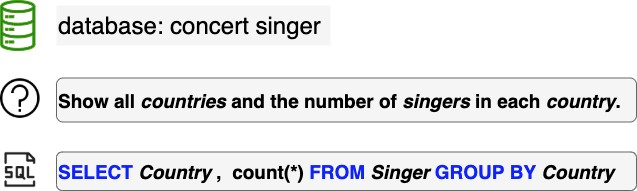 database: concert singer
Show all countries and the number of singers in each country.
SQL
SELECT Country , count(*) FROM Singer GROUP BY Country